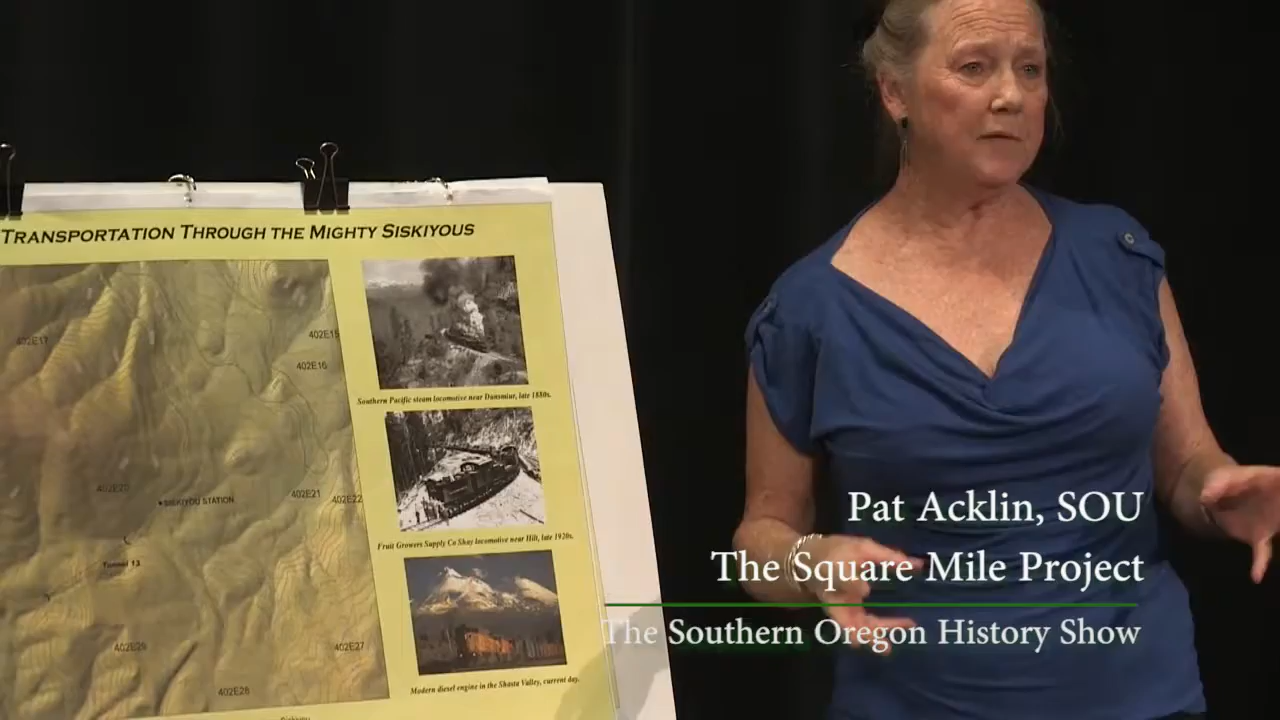 TRANSPORTATION THROUGH THE MIGHTY SISKIYOUS
402E17
402E15
402E16
Southern Pacific steam locomotive near Dunsmuir, late 1880s.
402E20
SISKIYOU STATION
402E21
402E22
Fruit Growers Supply Co Shay locomotive near Hilt, late 1920s.
Tunnel 13
402E29
402E27
402E28
Modern diesel engine in the Shasta Valley, current day.
Siskiyou
Pat Acklin, SOU
The Square Mile Project
The Southern Oregon History Show